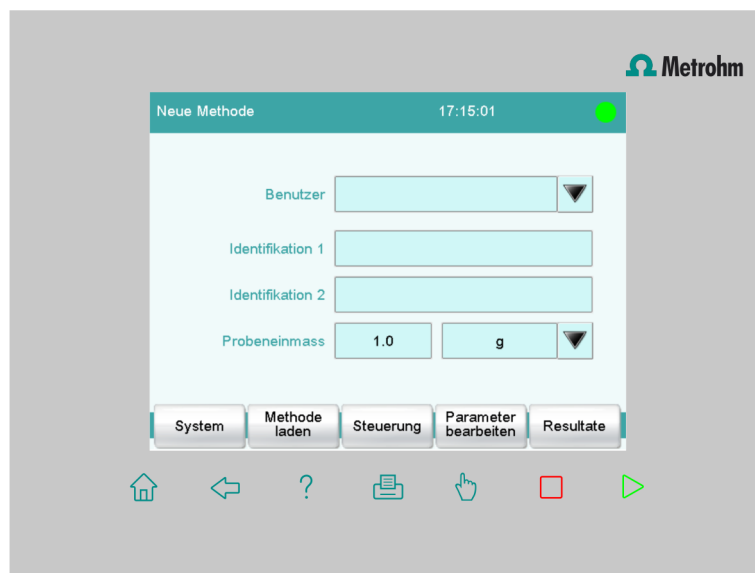 Metrohm
Neue Methode 17:15:01
Benutzer
Identifikation 1
Identifikation 2
Probeneinmass 1.0 g
System Methode laden Steuerung Parameter bearbeiten Resultate
?